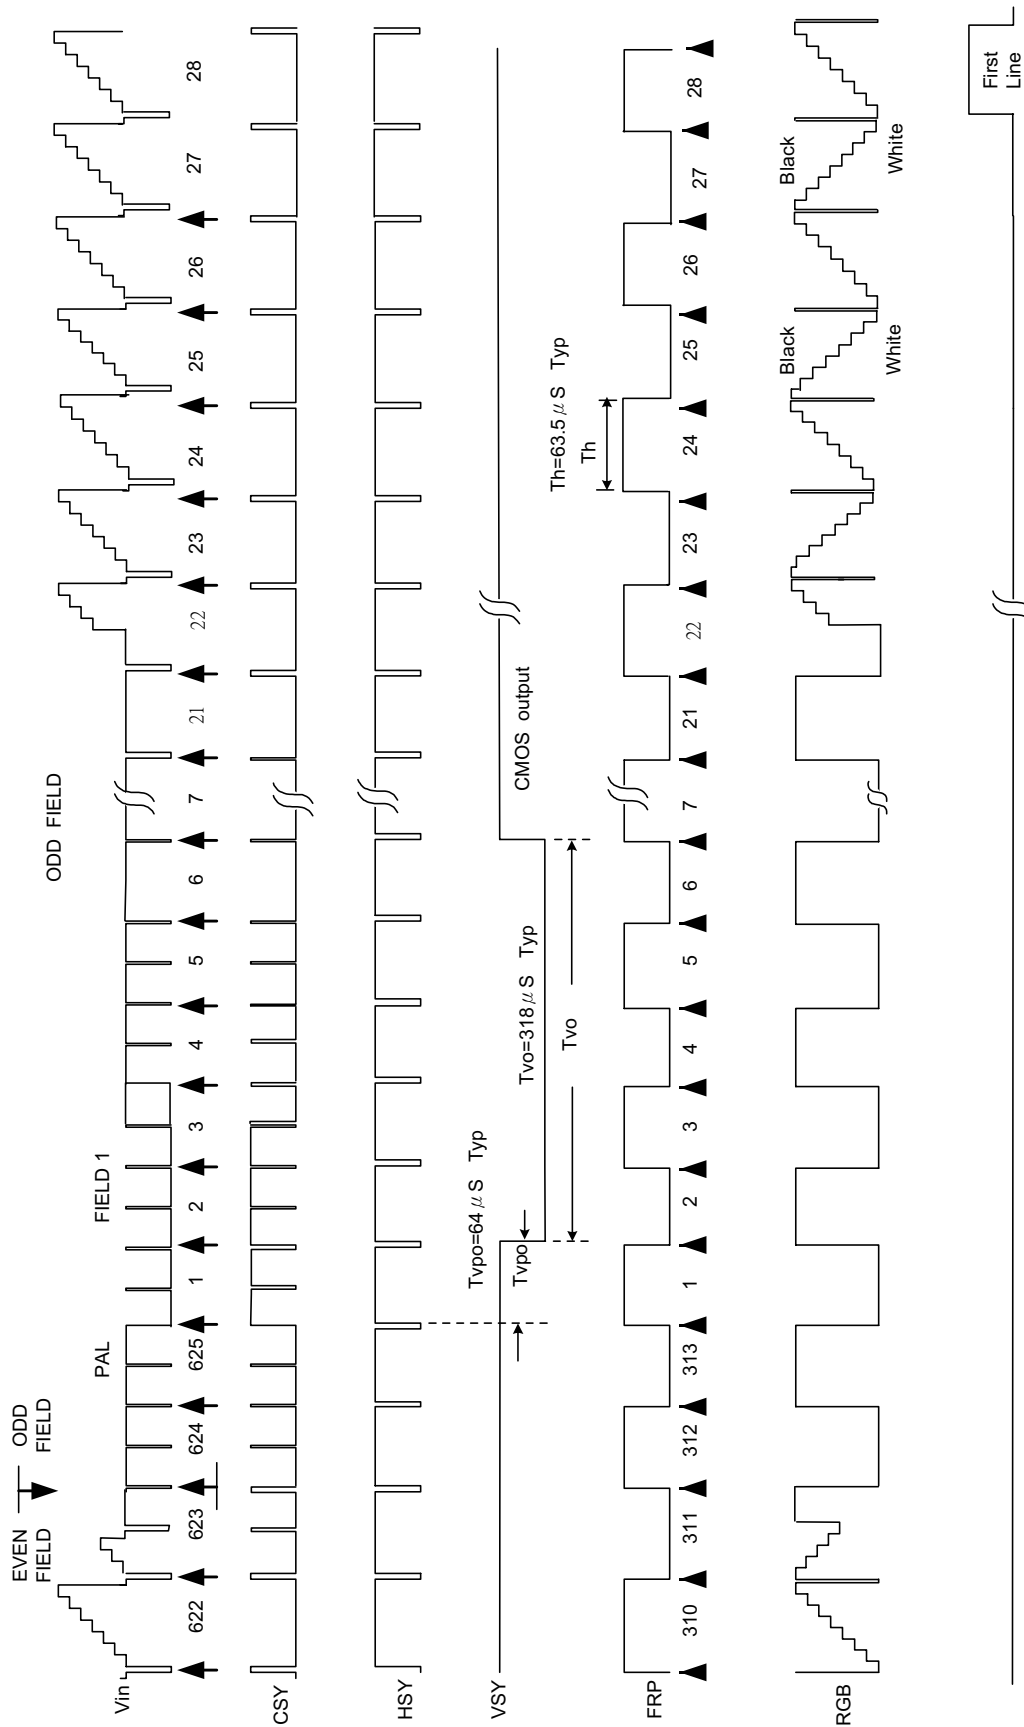 EVEN FIELD
ODD FIELD
ODD FIELD
PAL
FIELD 1
Vin
622
623
624
625
1
2
3
4
5
6
7
21
22
23
24
25
26
27
28
CSY
HSY
Tvpo=64μS Typ
Tvpo
VSY
Tvo=318μS Typ
Tvo
CMOS output
Th=63.5μS Typ
Th
FRP
310
311
312
313
1
2
3
4
5
6
7
21
22
23
24
25
26
27
28
RGB
Black
Black
White
White
First
Line